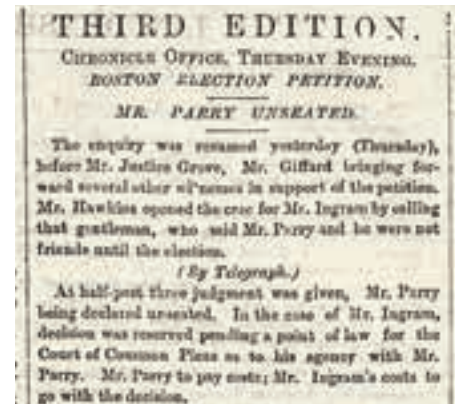 THIRD EDITION.
CHRONICLE OFFICE, THURSDAY EVENING.
BOSTON ELECTION PETITION.
MR. PARRY UNSEATED.
The enquiry was resumed yesterday (Thursday),
before Mr. Justice Grove, Mr. Giffard bringing for-
ward several other witnesses in support of the petition.
Mr. Hawkins opened the case for Mr. Ingram by calling
that gentleman, who said Mr. Parry and he were not
friends until the election.
(By Telegraph.)
At half-past three judgment was given, Mr. Parry
being declared unseated. In the case of Mr. Ingram,
decision was reserved pending a point of law for the
Court of Common Pleas as to his agency with Mr.
Parry. Mr. Parry to pay costs; Mr. Ingram's costs to
go with the decision.